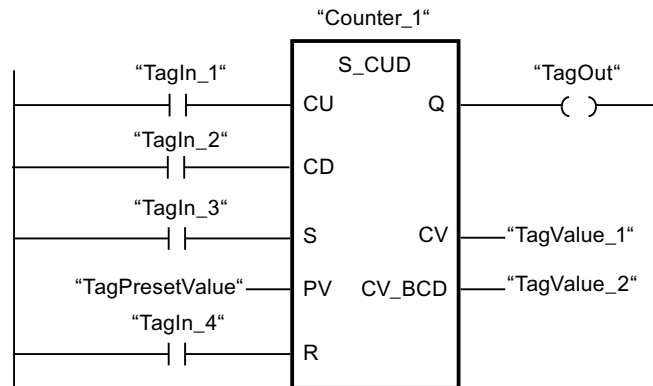 “Counter_1“
S_CUD
“TagIn_1“ “TagOut“
CU Q
“TagIn_2“
CD
“TagIn_3“
S CV “TagValue_1“
“TagPresetValue“ PV CV_BCD “TagValue_2“
“TagIn_4“
R